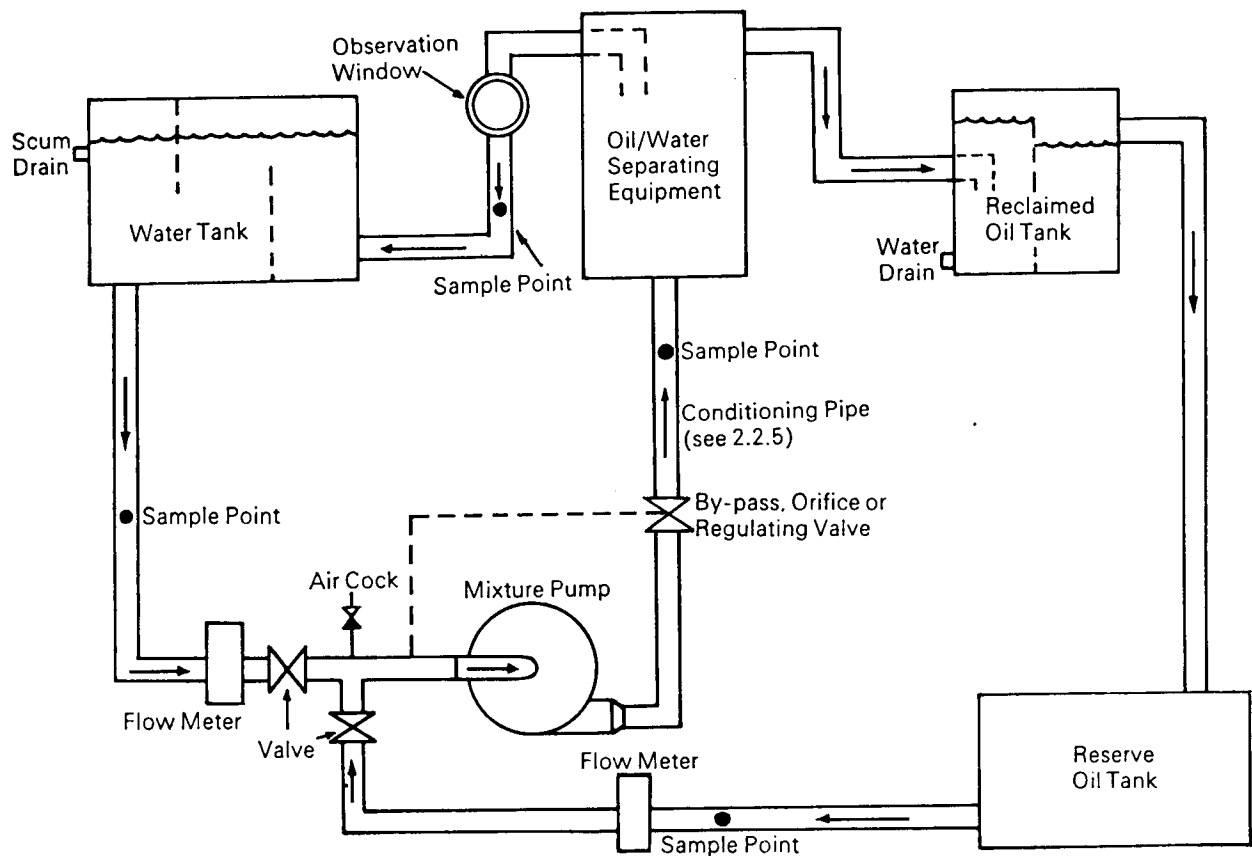 Observation
Window
Scum
Drain
Water Tank
Sample Point
Oil/Water
Separating
Equipment
Reclaimed
Oil Tank
Water
Drain
Sample Point
Conditioning Pipe
(see 2.2.5)
Sample Point
By-pass, Orifice or
Regulating Valve
Air Cock
Mixture Pump
Flow Meter
Valve
Flow Meter
Sample Point
Reserve
Oil Tank